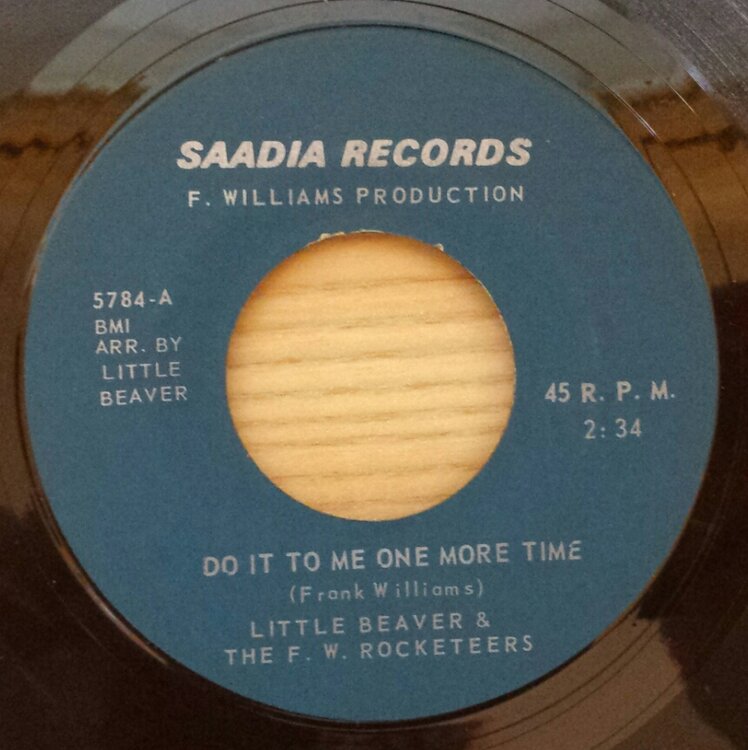 SAADIA RECORDS
F. WILLIAMS PRODUCTION
5784-A
BMI
ARR. BY
LITTLE
BEAVER
45 R. P. M.
2: 34
DO IT TO ME ONE MORE TIME
(Frank Williams)
LITTLE BEAVER &
THE F. W. ROCKETEERS